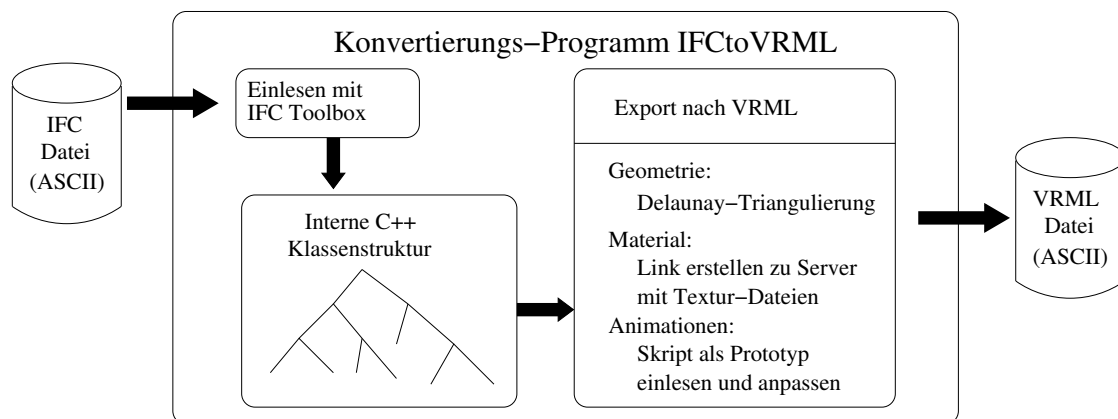 Konvertierungs–Programm IFCtoVRML
IFC
Datei
(ASCII)
Einlesen mit
IFC Toolbox
Interne C++
Klassenstruktur
Export nach VRML
Geometrie:
Delaunay–Triangulierung
Material:
Link erstellen zu Server
mit Textur–Dateien
Animationen:
Skript als Prototyp
einlesen und anpassen
VRML
Datei
(ASCII)